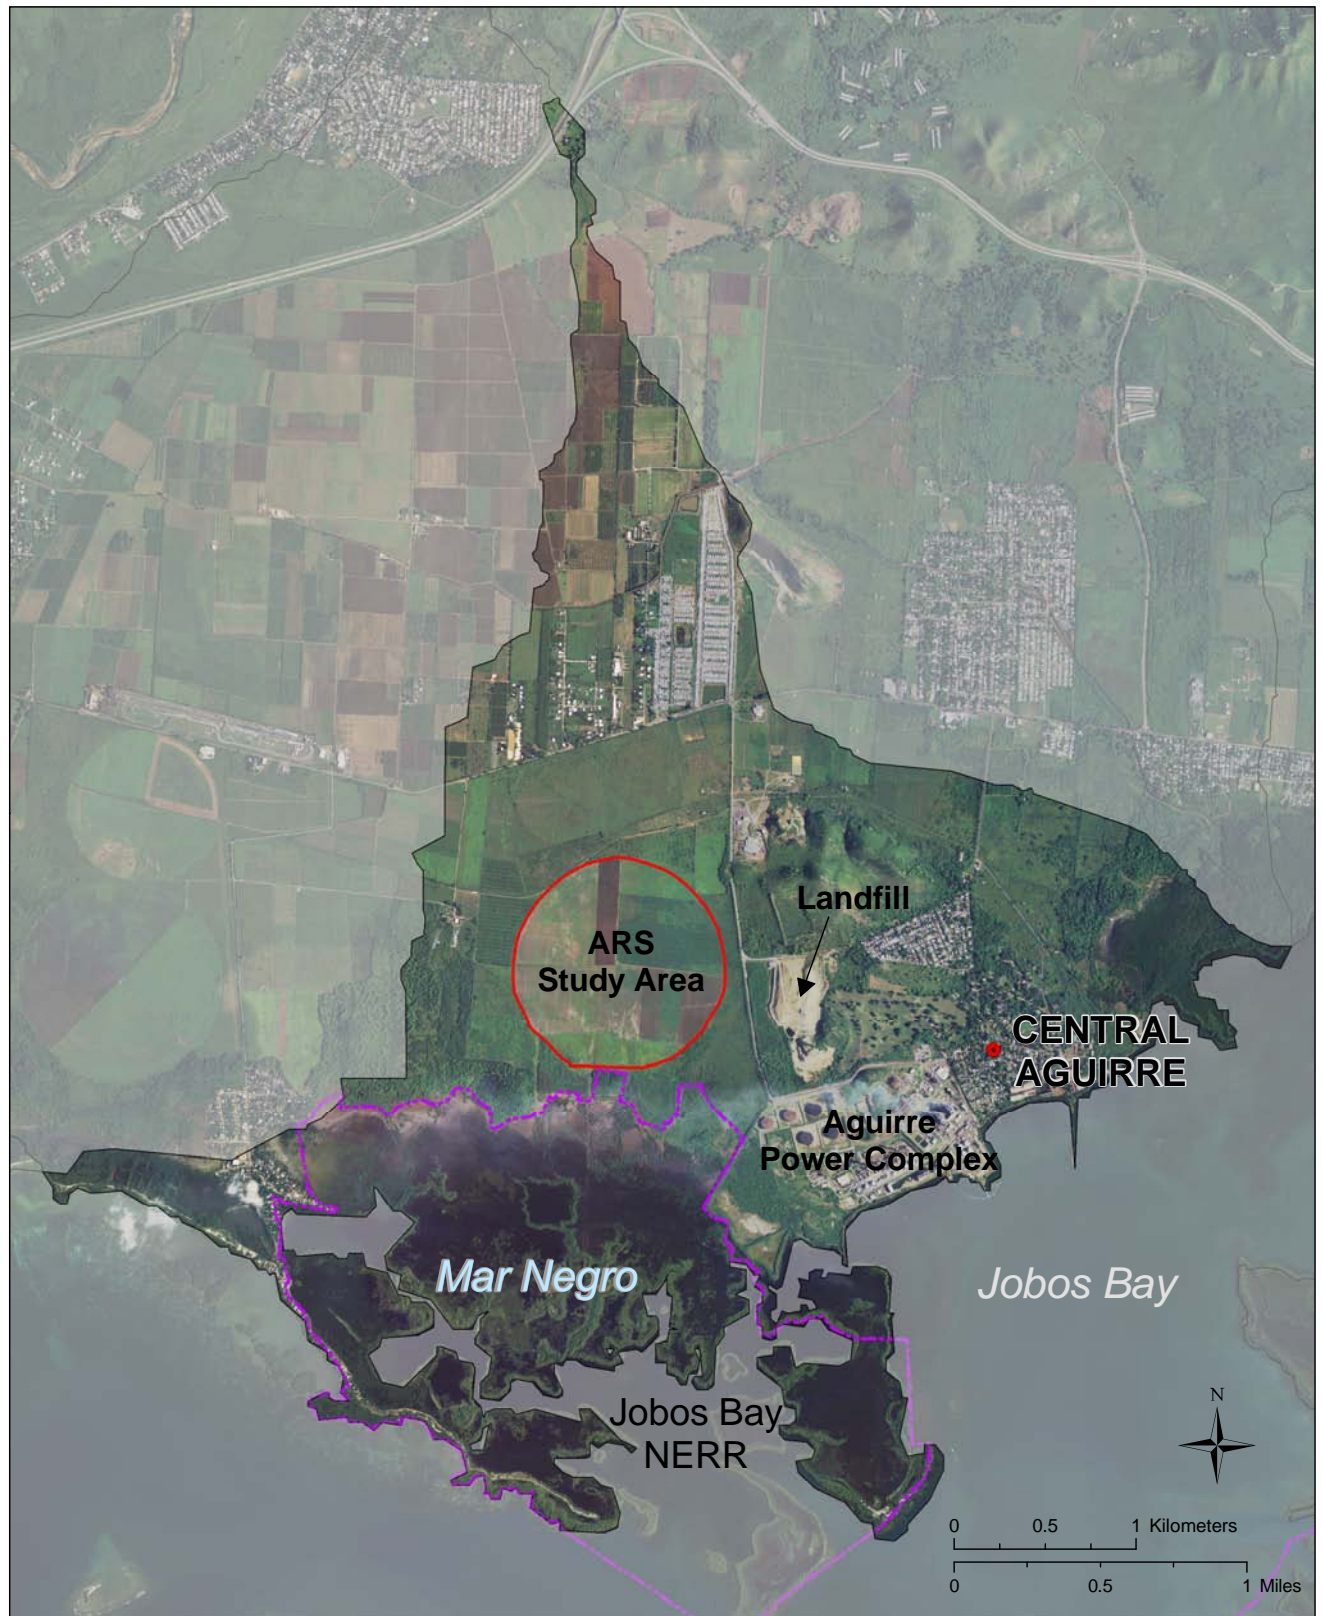 Landfill
ARS
Study Area
CENTRAL
AGUIRRE
Aguirre
Power Complex
Mar Negro
Jobos Bay
Jobos Bay
NERR
N
0 0.5 1 Kilometers
0 0.5 1 Miles